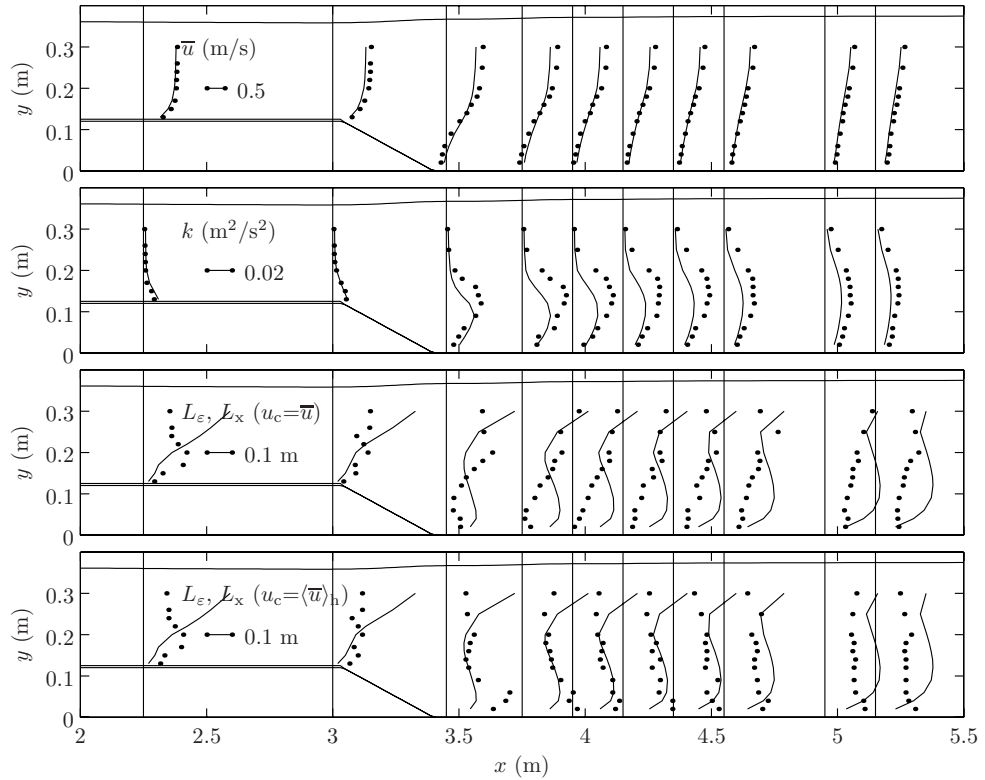 0.3
0.2
0.1
0
y (m)
u̅ (m/s)
0.5
0.3
0.2
0.1
0
y (m)
k (m²/s²)
0.02
0.3
0.2
0.1
0
y (m)
L_ε, L_x (u_c=u̅)
0.1 m
0.3
0.2
0.1
0
y (m)
L_ε, L_x (u_c=⟨u̅⟩_h)
0.1 m
2 2.5 3 3.5 4 4.5 5 5.5
x (m)